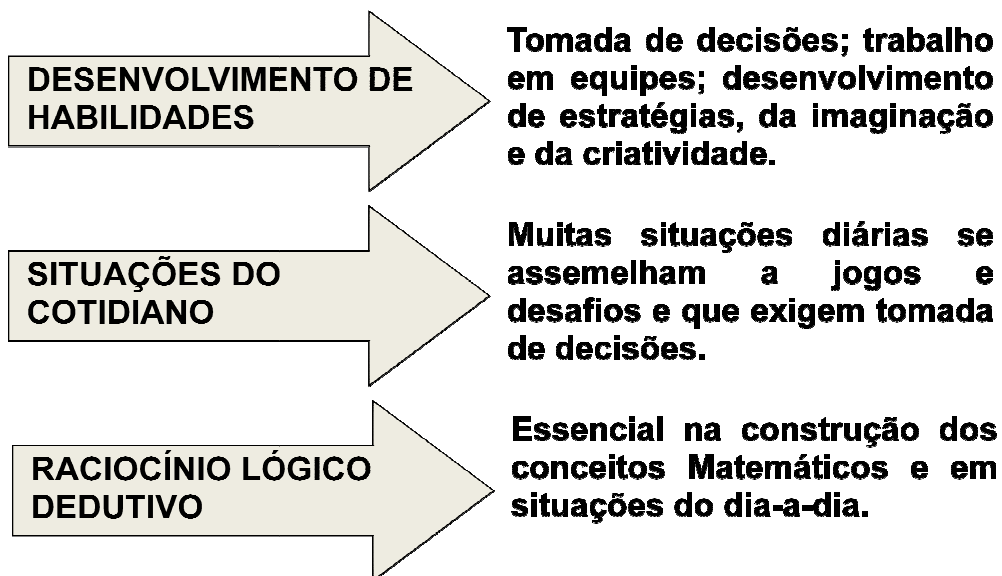 DESENVOLVIMENTO DE
HABILIDADES
Tomada de decisões; trabalho
em equipes; desenvolvimento
de estratégias, da imaginação
e da criatividade.
SITUAÇÕES DO
COTIDIANO
Muitas situações diárias se
assemelham a jogos e
desafios e que exigem tomada
de decisões.
RACIOCÍNIO LÓGICO
DEDUTIVO
Essencial na construção dos
conceitos Matemáticos e em
situações do dia-a-dia.